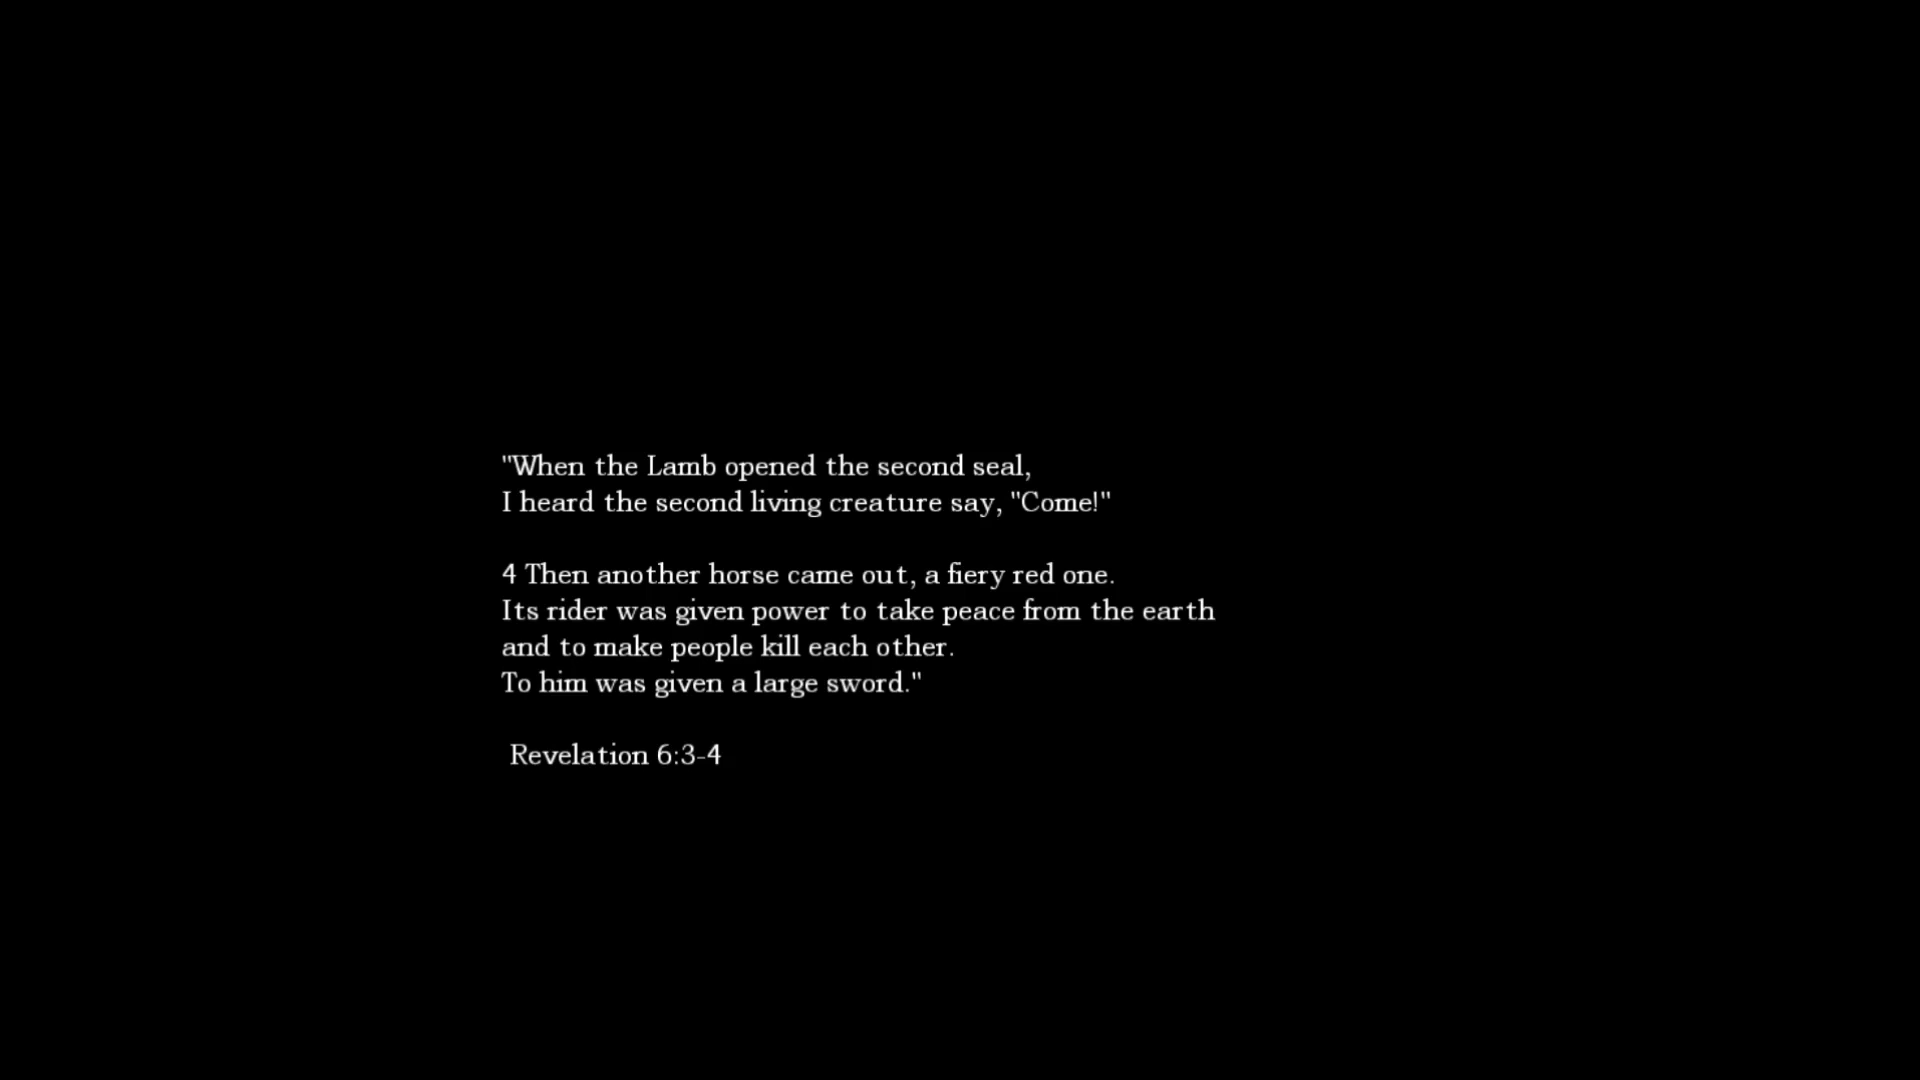 "When the Lamb opened the second seal,
I heard the second living creature say, "Come!"
4 Then another horse came out, a fiery red one.
Its rider was given power to take peace from the earth
and to make people kill each other.
To him was given a large sword."
Revelation 6:3-4